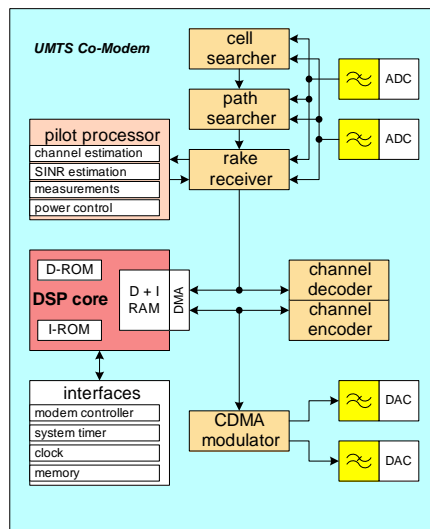 UMTS Co-Modem
cell
searcher
ADC
path
searcher
ADC
pilot processor
channel estimation
SINR estimation
measurements
power control
rake
receiver
D-ROM
DSP core
I-ROM
D + I
RAM
DMA
channel
decoder
channel
encoder
interfaces
modem controller
system timer
clock
memory
CDMA
modulator
DAC
DAC